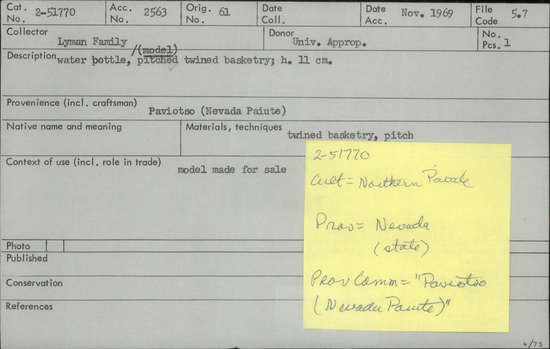 Cat. No. 2-51770 Acc. No. 2563 Orig. No. 61 Date Coll. Date Acc. Nov. 1969 File Code 5.7
Collector Lyman Family Donor Univ. Approp. No. Pcs. 1
/(model)
Description water bottle, pitched twined basketry; h. 11 cm.
Provenience (incl. craftsman) Paviotso (Nevada Paiute)
Native name and meaning Materials, techniques twined basketry, pitch
Context of use (incl. role in trade) model made for sale
Photo
Published
Conservation
References
4/75
2-51770
Cult = Northern Paiute
Prov = Nevada
(state)
Prov Comm = "Paviotso
(Nevada Paiute)"